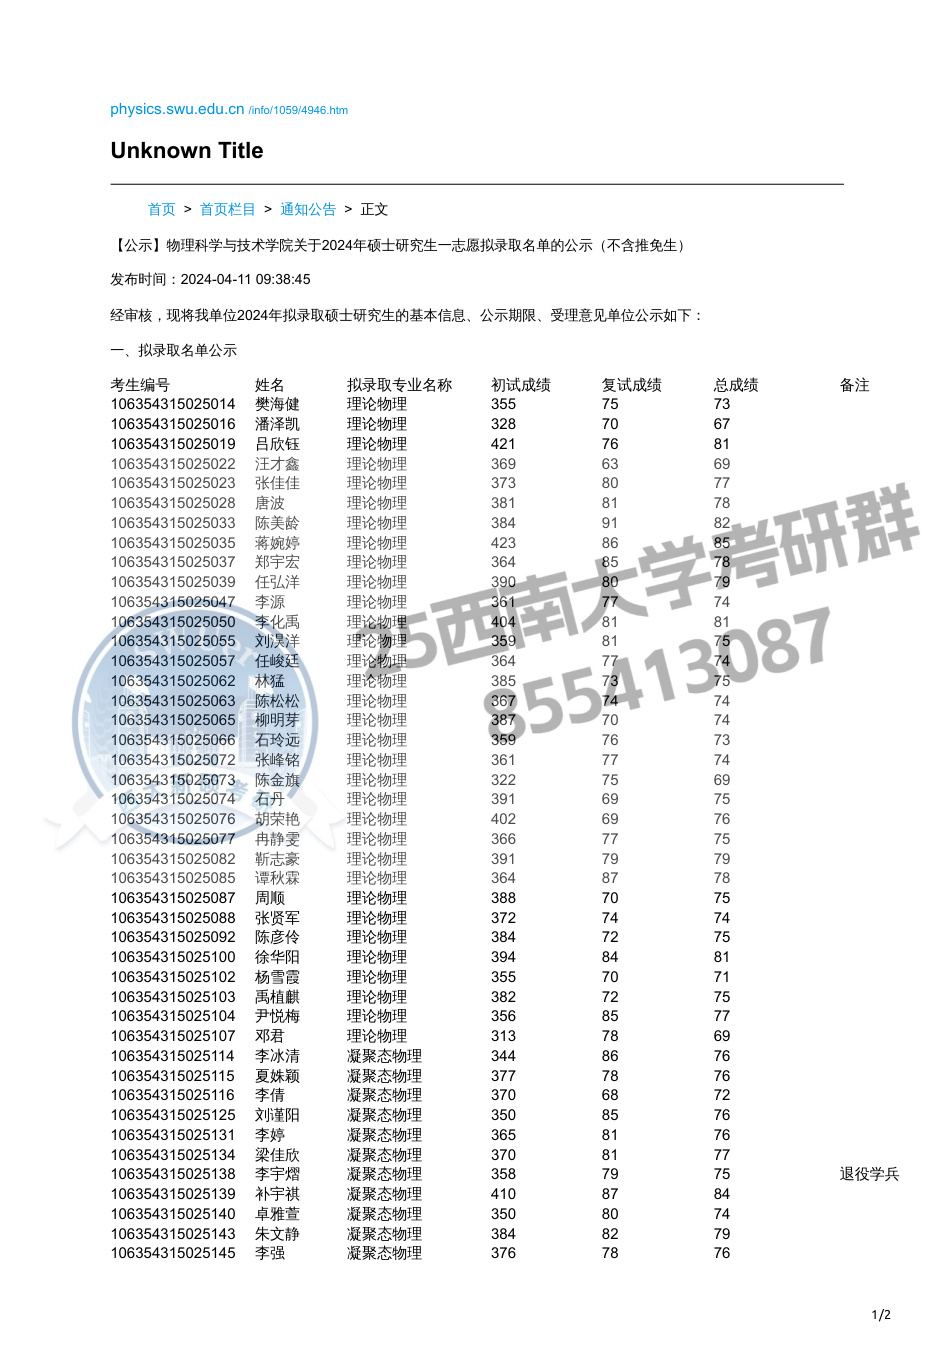 physics.swu.edu.cn /info/1059/4946.htm
Unknown Title
首页 > 首页栏目 > 通知公告 > 正文
【公示】物理科学与技术学院关于2024年硕士研究生一志愿拟录取名单的公示（不含推免生）
发布时间：2024-04-11 09:38:45
经审核，现将我单位2024年拟录取硕士研究生的基本信息、公示期限、受理意见单位公示如下：
一、拟录取名单公示
考生编号 姓名 拟录取专业名称 初试成绩 复试成绩 总成绩 备注
106354315025014 樊海健 理论物理 355 75 73
106354315025016 潘泽凯 理论物理 328 70 67
106354315025019 吕欣钰 理论物理 421 76 81
106354315025022 汪才鑫 理论物理 369 63 69
106354315025023 张佳佳 理论物理 373 80 77
106354315025028 唐波 理论物理 381 81 78
106354315025033 陈美龄 理论物理 384 91 82
106354315025035 蒋婉婷 理论物理 423 86 85
106354315025037 郑宇宏 理论物理 364 85 78
106354315025039 任弘洋 理论物理 390 80 79
106354315025047 李源 理论物理 361 77 74
106354315025050 李化禹 理论物理 404 81 81
106354315025055 刘淏洋 理论物理 359 81 75
106354315025057 任峻廷 理论物理 364 77 74
106354315025062 林猛 理论物理 385 73 75
106354315025063 陈松松 理论物理 367 74 74
106354315025065 柳明芽 理论物理 387 70 74
106354315025066 石玲远 理论物理 359 76 73
106354315025072 张峰铭 理论物理 361 77 74
106354315025073 陈金旗 理论物理 322 75 69
106354315025074 石丹 理论物理 391 69 75
106354315025076 胡荣艳 理论物理 402 69 76
106354315025077 冉静雯 理论物理 366 77 75
106354315025082 靳志豪 理论物理 391 79 79
106354315025085 谭秋霖 理论物理 364 87 78
106354315025087 周顺 理论物理 388 70 75
106354315025088 张贤军 理论物理 372 74 74
106354315025092 陈彦伶 理论物理 384 72 75
106354315025100 徐华阳 理论物理 394 84 81
106354315025102 杨雪霞 理论物理 355 70 71
106354315025103 禹植麒 理论物理 382 72 75
106354315025104 尹悦梅 理论物理 356 85 77
106354315025107 邓君 理论物理 313 78 69
106354315025114 李冰清 凝聚态物理 344 86 76
106354315025115 夏姝颖 凝聚态物理 377 78 76
106354315025116 李倩 凝聚态物理 370 68 72
106354315025125 刘谨阳 凝聚态物理 350 85 76
106354315025131 李婷 凝聚态物理 365 81 76
106354315025134 梁佳欣 凝聚态物理 370 81 77
106354315025138 李宇熠 凝聚态物理 358 79 75 退役学兵
106354315025139 补宇祺 凝聚态物理 410 87 84
106354315025140 卓雅萱 凝聚态物理 350 80 74
106354315025143 朱文静 凝聚态物理 384 82 79
106354315025145 李强 凝聚态物理 376 78 76
25西南大学考研群
855413087
1/2